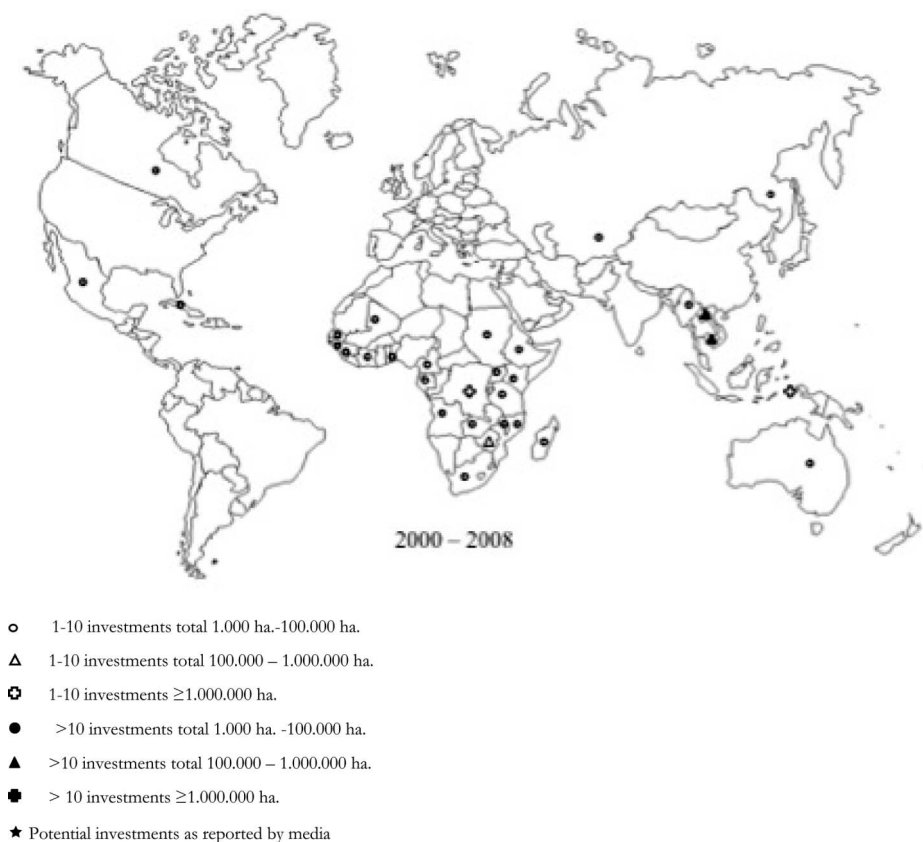 2000 – 2008
1-10 investments total 1.000 ha.-100.000 ha.
1-10 investments total 100.000 – 1.000.000 ha.
1-10 investments ≥1.000.000 ha.
>10 investments total 1.000 ha. -100.000 ha.
>10 investments total 100.000 – 1.000.000 ha.
> 10 investments ≥1.000.000 ha.
Potential investments as reported by media